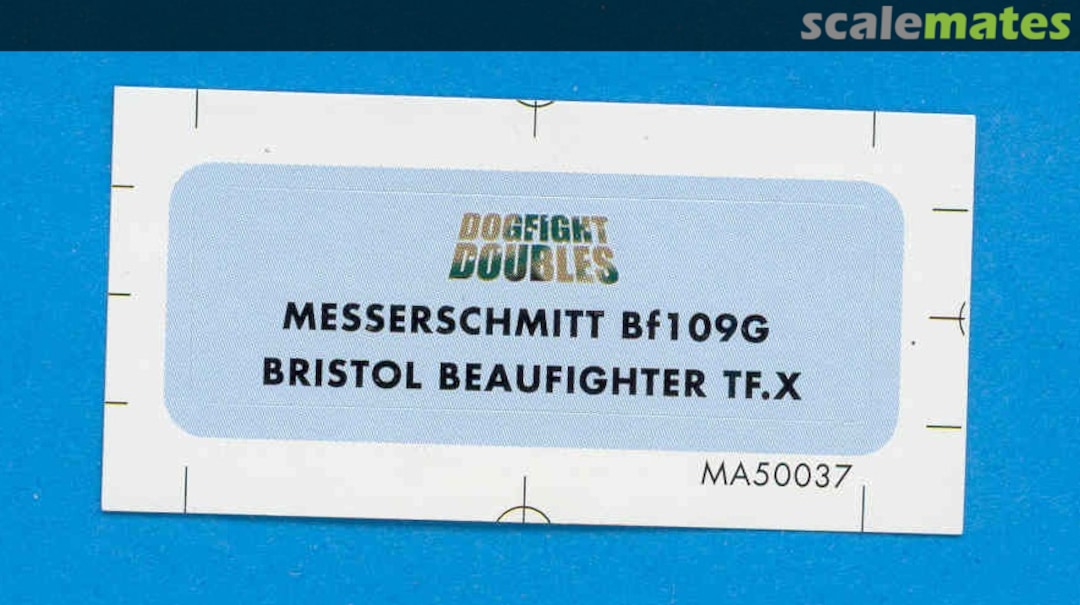 scalemates
DOGFIGHT
DOUBLES
MESSERSCHMITT Bf109G
BRISTOL BEAUFIGHTER TF.X
MA50037